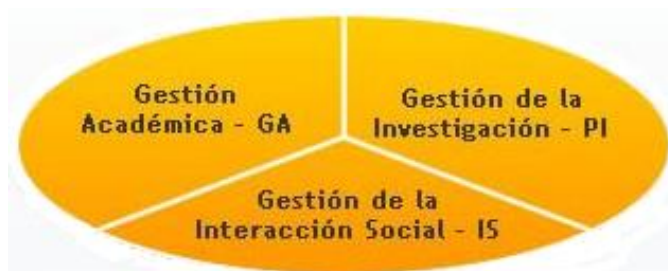 Gestión
Académica - GA
Gestión de la
Investigación - PI
Gestión de la
Interacción Social - IS